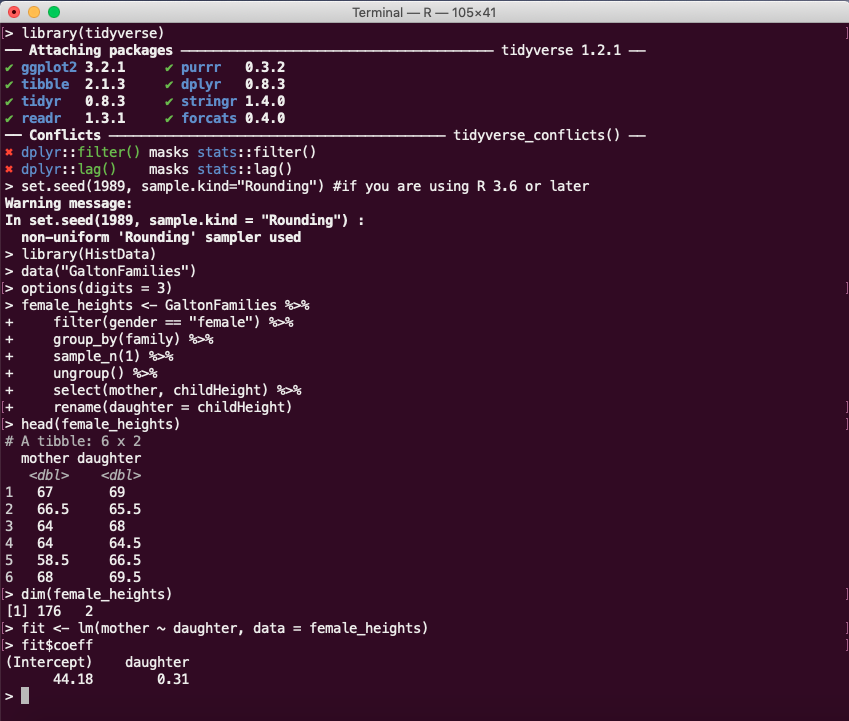 Terminal — R — 105×41
[> library(tidyverse) ]
── Attaching packages ─────────────────────────────────────── tidyverse 1.2.1 ──
✔ ggplot2 3.2.1     ✔ purrr   0.3.2
✔ tibble  2.1.3     ✔ dplyr   0.8.3
✔ tidyr   0.8.3     ✔ stringr 1.4.0
✔ readr   1.3.1     ✔ forcats 0.4.0
── Conflicts ────────────────────────────────────────── tidyverse_conflicts() ──
✖ dplyr::filter() masks stats::filter()
✖ dplyr::lag()    masks stats::lag()
> set.seed(1989, sample.kind="Rounding") #if you are using R 3.6 or later
Warning message:
In set.seed(1989, sample.kind = "Rounding") :
  non-uniform 'Rounding' sampler used
> library(HistData)
> data("GaltonFamilies")
[> options(digits = 3) ]
> female_heights <- GaltonFamilies %>%
+     filter(gender == "female") %>%
+     group_by(family) %>%
+     sample_n(1) %>%
+     ungroup() %>%
+     select(mother, childHeight) %>%
[+     rename(daughter = childHeight) ]
[> head(female_heights) ]
# A tibble: 6 x 2
  mother daughter
   <dbl>    <dbl>
1   67       69
2   66.5     65.5
3   64       68
4   64       64.5
5   58.5     66.5
6   68       69.5
[> dim(female_heights) ]
[1] 176   2
[> fit <- lm(mother ~ daughter, data = female_heights) ]
[> fit$coeff ]
(Intercept)    daughter
      44.18        0.31
>